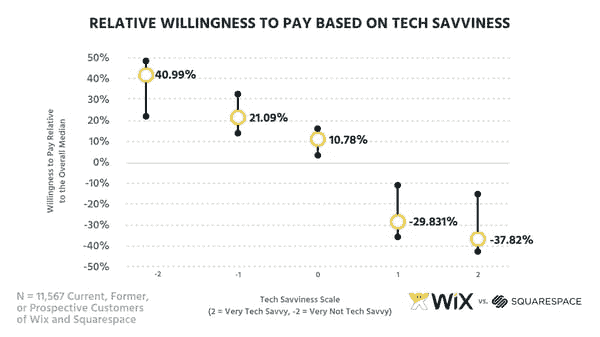 RELATIVE WILLINGNESS TO PAY BASED ON TECH SAVVINESS
50%
40%
30%
20%
10%
0%
-10%
-20%
-30%
-40%
-50%
Willingness to Pay Relative
to the Overall Median
40.99%
21.09%
10.78%
-29.831%
-37.82%
-2
-1
0
1
2
Tech Savviness Scale
(2 = Very Tech Savvy, -2 = Very Not Tech Savvy)
N = 11,567 Current, Former,
or Prospective Customers
of Wix and Squarespace
WiX vs. SQUARESPACE